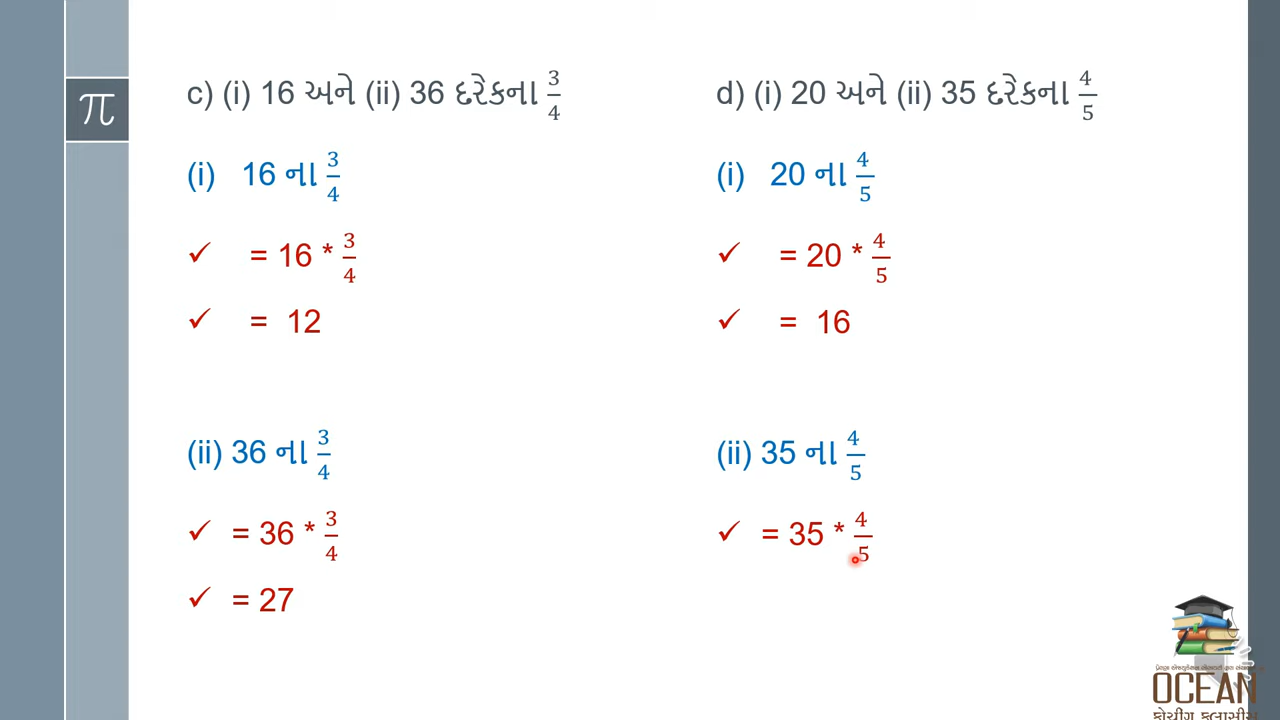 π
c) (i) 16 અને (ii) 36 દરેકના 3/4
(i) 16 ના 3/4
✓ = 16 * 3/4
✓ = 12
(ii) 36 ના 3/4
✓ = 36 * 3/4
✓ = 27
d) (i) 20 અને (ii) 35 દરેકના 4/5
(i) 20 ના 4/5
✓ = 20 * 4/5
✓ = 16
(ii) 35 ના 4/5
✓ = 35 * 4/5
OCEAN
કોચીંગ ક્લાસીસ